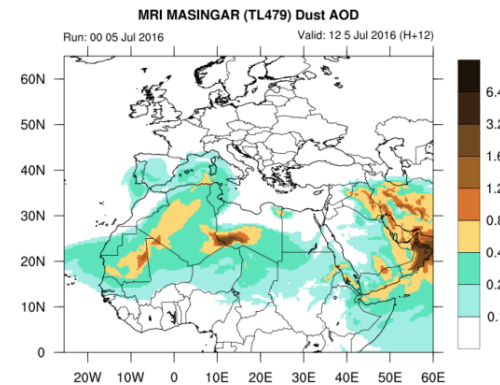 MRI MASINGAR (TL479) Dust AOD
Run: 00 05 Jul 2016 Valid: 12 5 Jul 2016 (H+12)
60N
50N
40N
30N
20N
10N
0
20W 10W 0 10E 20E 30E 40E 50E 60E
6.4
3.2
1.6
1.2
0.8
0.4
0.2
0.